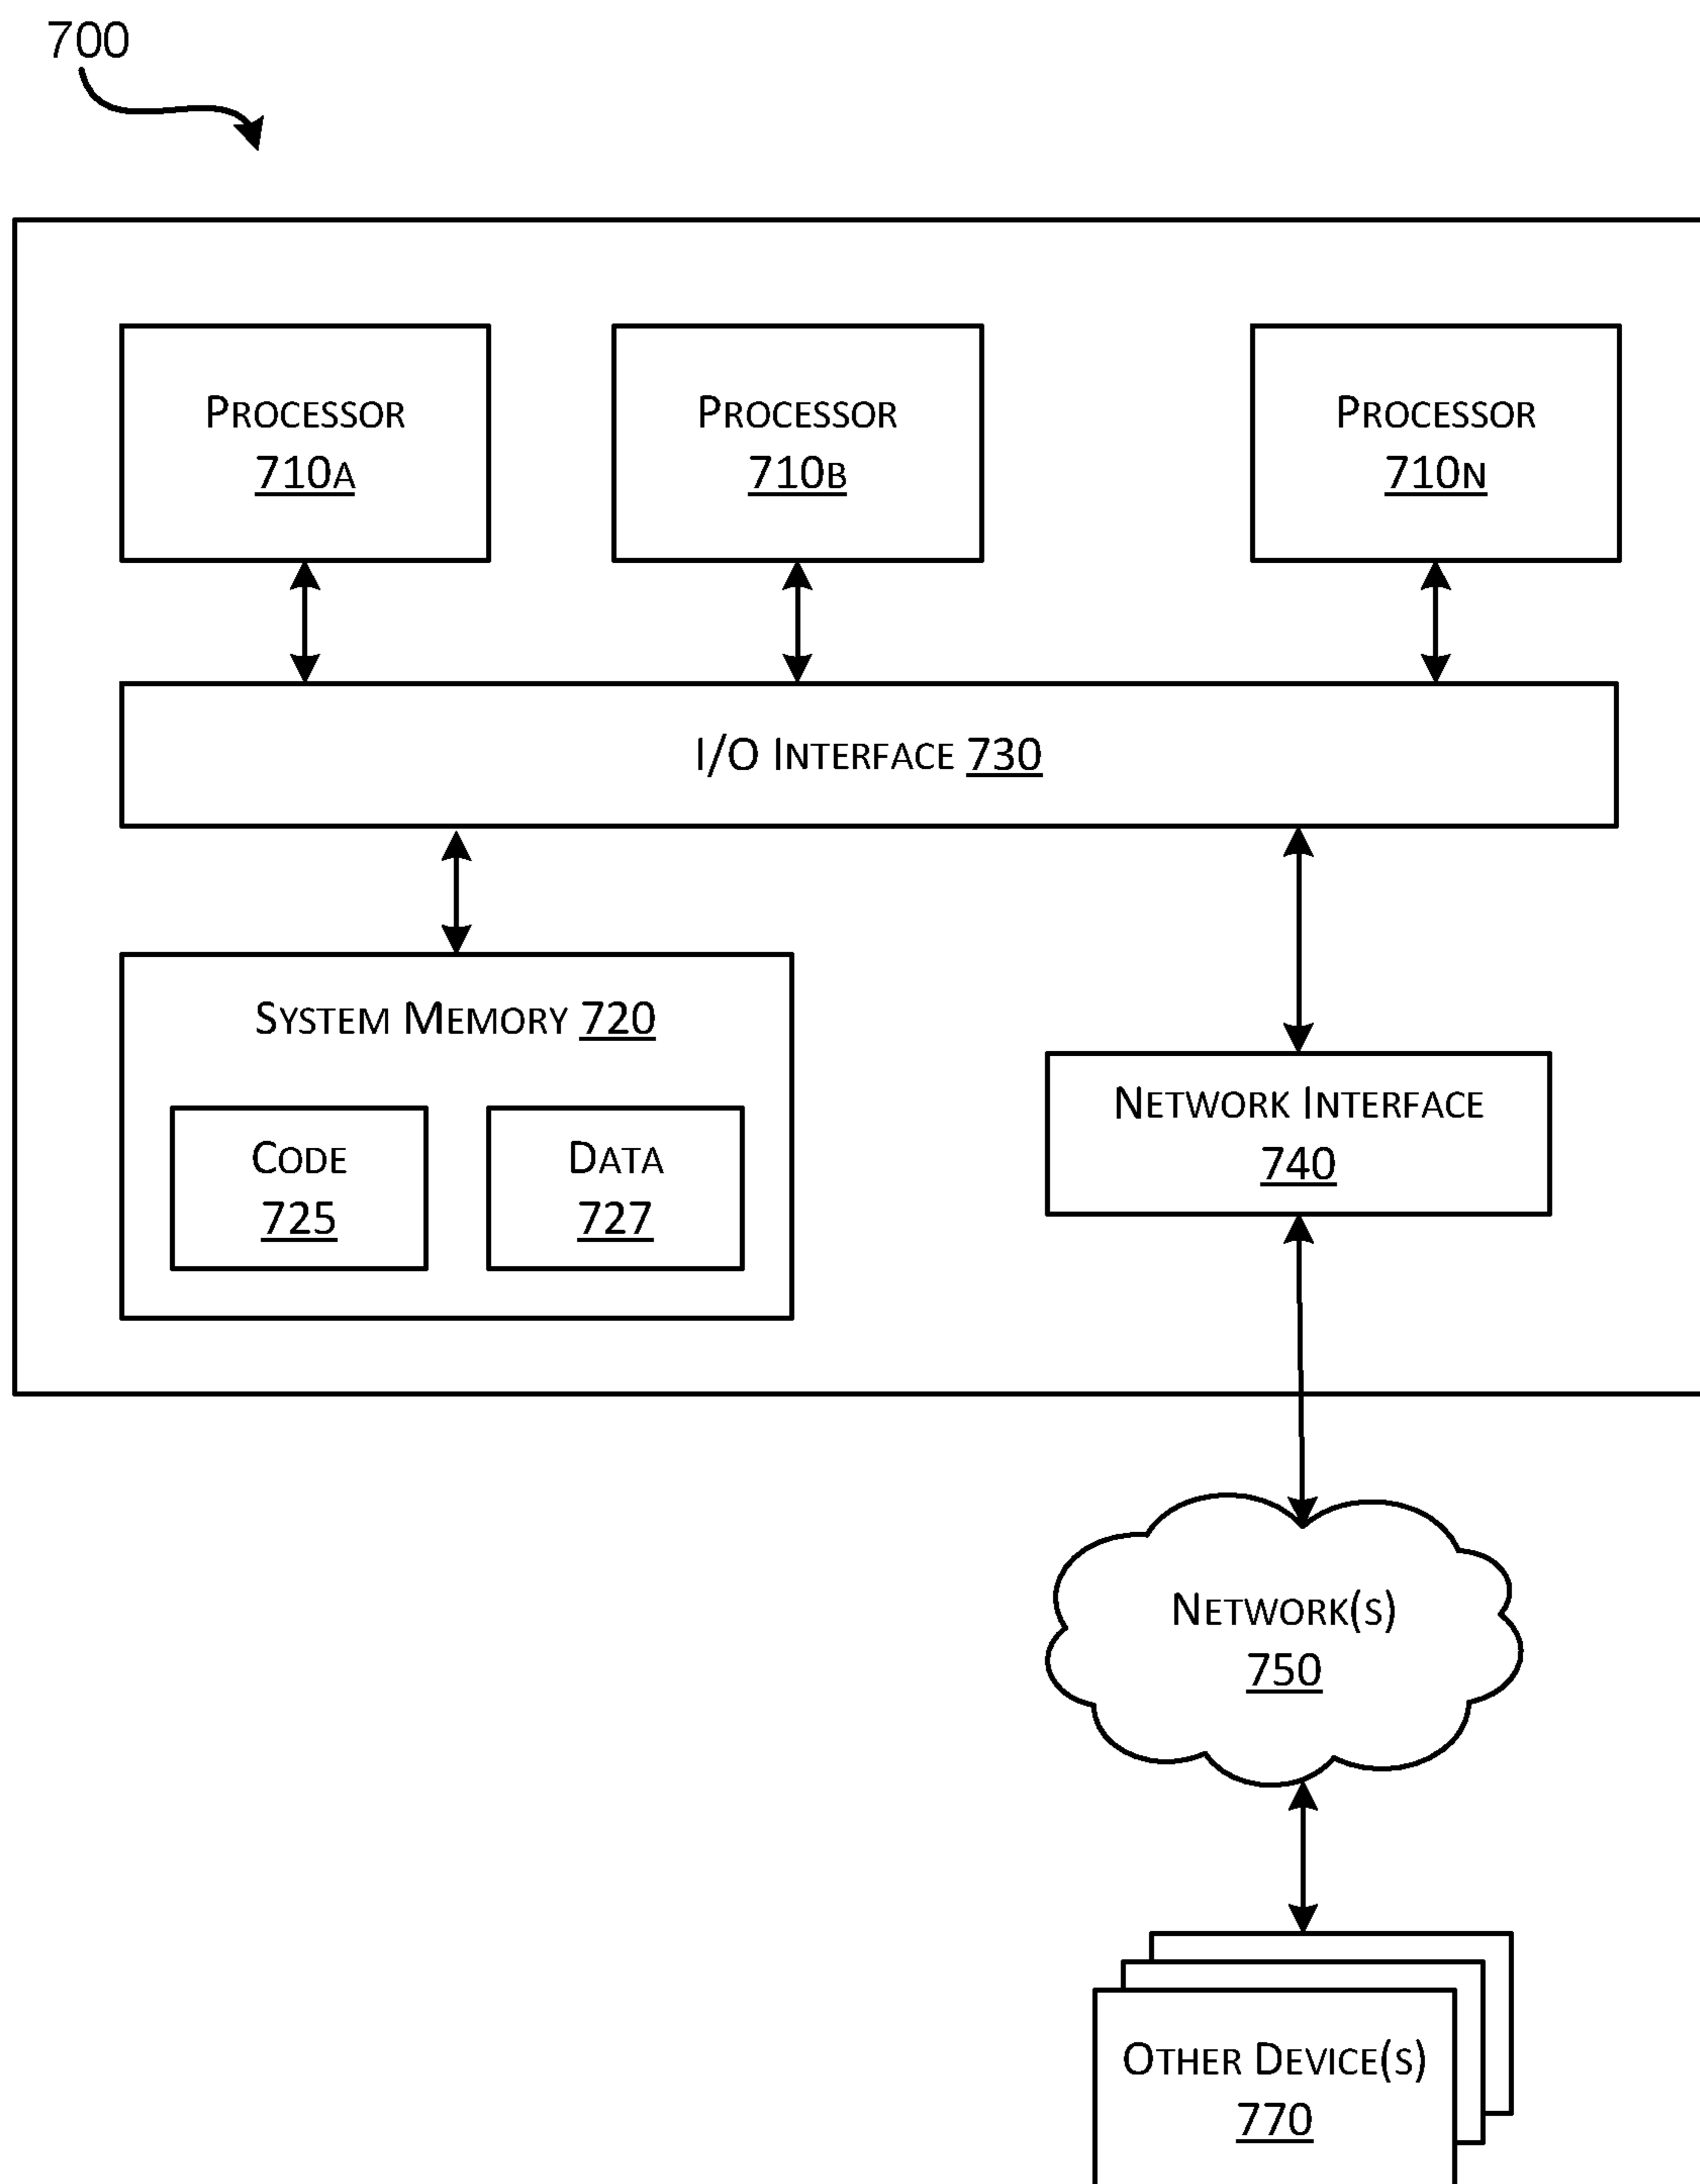 700
Processor
710A
Processor
710B
Processor
710N
I/O Interface 730
System Memory 720
Code
725
Data
727
Network Interface
740
Network(s)
750
Other Device(s)
770